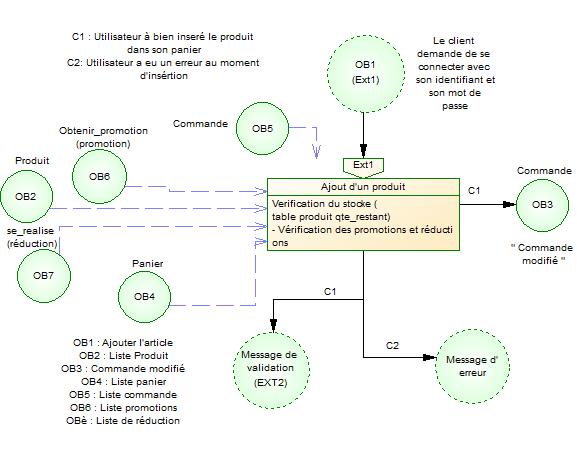 C1 : Utilisateur à bien inseré le produit
dans son panier
C2: Utilisateur a eu un erreur au moment
d'insértion
OB1
(Ext1)
Le client
demande de se
connecter avec
son identifiant et
son mot de
passe
Commande
OB5
Obtenir_promotion
(promotion)
OB6
Produit
OB2
se_realise
(réduction)
OB7
Panier
OB4
Ext1
Ajout d'un produit
Verification du stocke (
table produit qte_restant)
- Vérification des promotions et réducti
ons
C1
Commande
OB3
" Commande
modifié "
C1
Message de
validation
(EXT2)
C2
Message d'
erreur
OB1 : Ajouter l'article
OB2 : Liste Produit
OB3 : Commande modifié
OB4 : Liste panier
OB5 : Liste commande
OB6 : Liste promotions
OBè : Liste de réduction